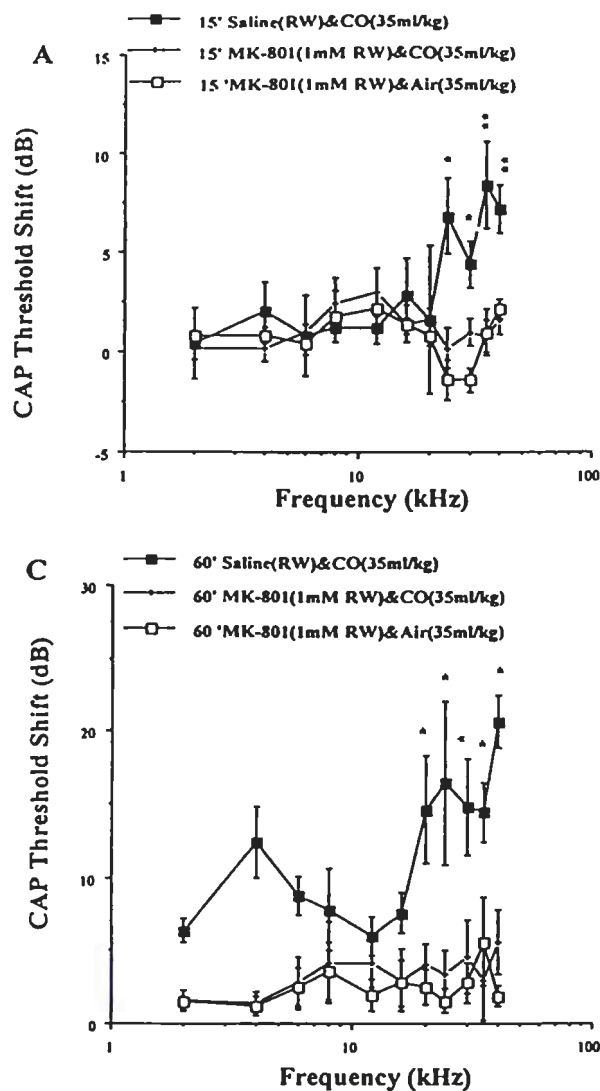 15' Saline(RW)&CO(35ml/kg)
A
15' MK-801(1mM RW)&CO(35ml/kg)
15 'MK-801(1mM RW)&Air(35ml/kg)
15
10
5
0
-5
CAP Threshold Shift (dB)
*
*
**
**
1
10
100
Frequency (kHz)
C
60' Saline(RW)&CO(35ml/kg)
60' MK-801(1mM RW)&CO(35ml/kg)
60 'MK-801(1mM RW)&Air(35ml/kg)
30
20
10
0
CAP Threshold Shift (dB)
*
*
*
*
*
1
10
100
Frequency (kHz)